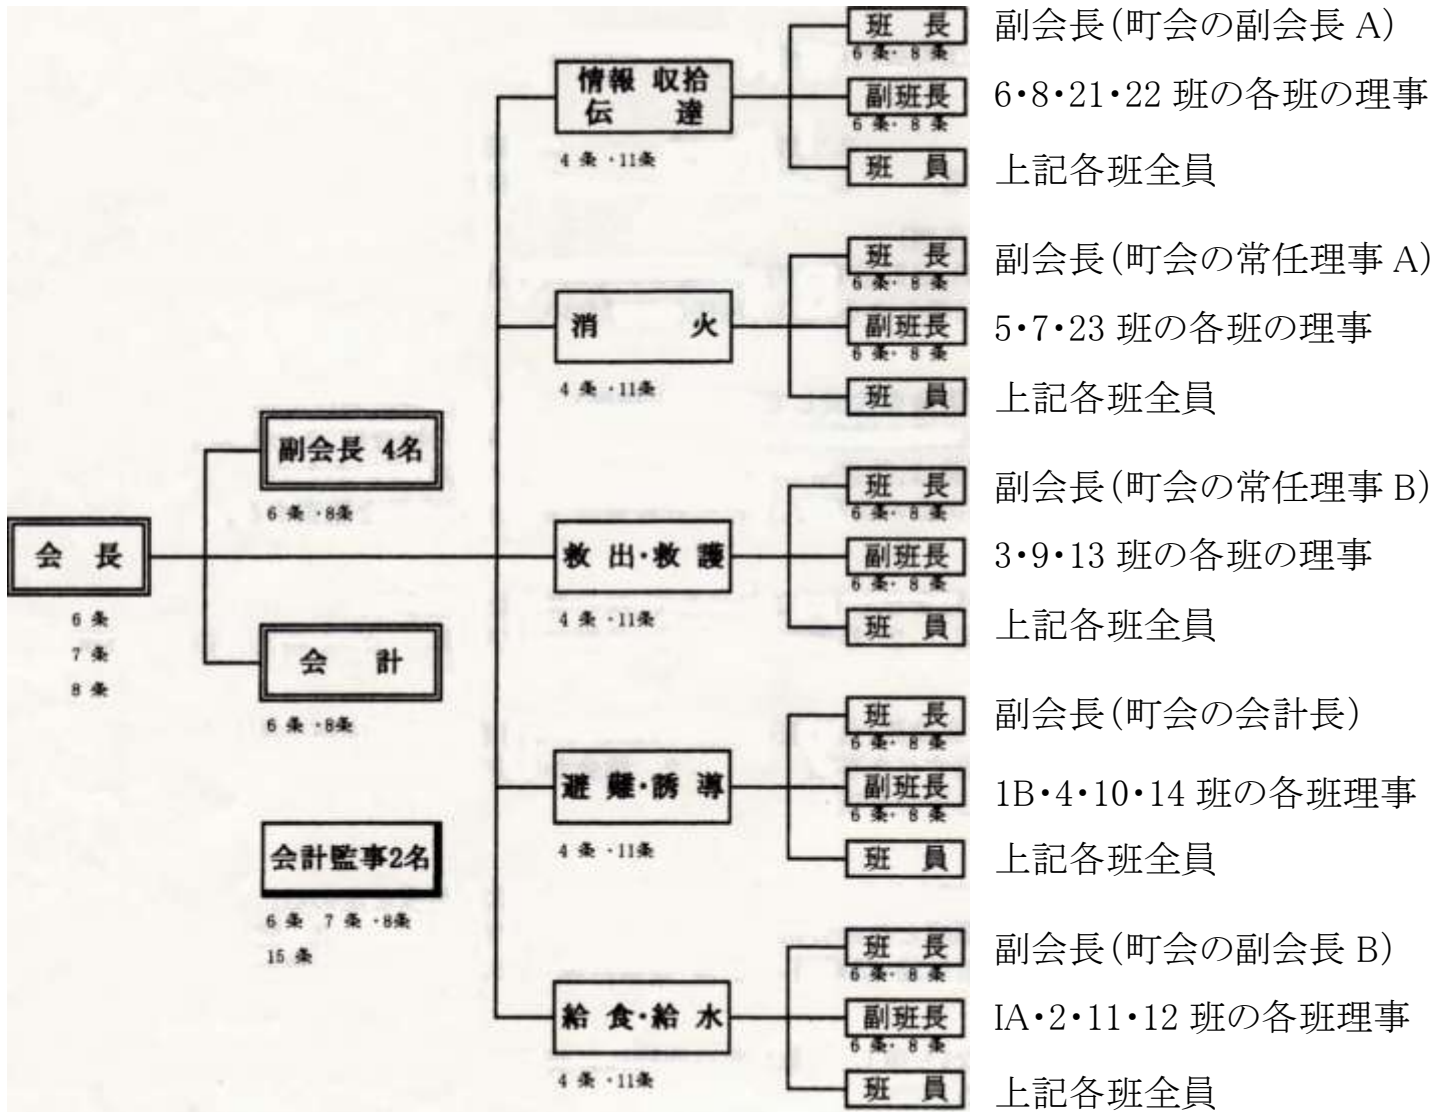 班 長
副会長(町会の副会長 A)
6 条・8 条
情報 収拾
伝 達
4 条・11条
副班長
6・8・21・22 班の各班の理事
6 条・8 条
班 員
上記各班全員
班 長
副会長(町会の常任理事 A)
6 条・8 条
消 火
4 条・11条
副班長
5・7・23 班の各班の理事
6 条・8 条
班 員
上記各班全員
副会長 4名
6 条・8条
会 長
6 条
7 条
8 条
会 計
6 条・8条
会計監事2名
6 条 7 条・8条
15 条
班 長
副会長(町会の常任理事 B)
6 条・8 条
救 出・救 護
4 条・11条
副班長
3・9・13 班の各班の理事
6 条・8 条
班 員
上記各班全員
班 長
副会長(町会の会計長)
6 条・8 条
避 難・誘 導
4 条・11条
副班長
1B・4・10・14 班の各班理事
6 条・8 条
班 員
上記各班全員
班 長
副会長(町会の副会長 B)
6 条・8 条
給 食・給 水
4 条・11条
副班長
IA・2・11・12 班の各班理事
6 条・8 条
班 員
上記各班全員